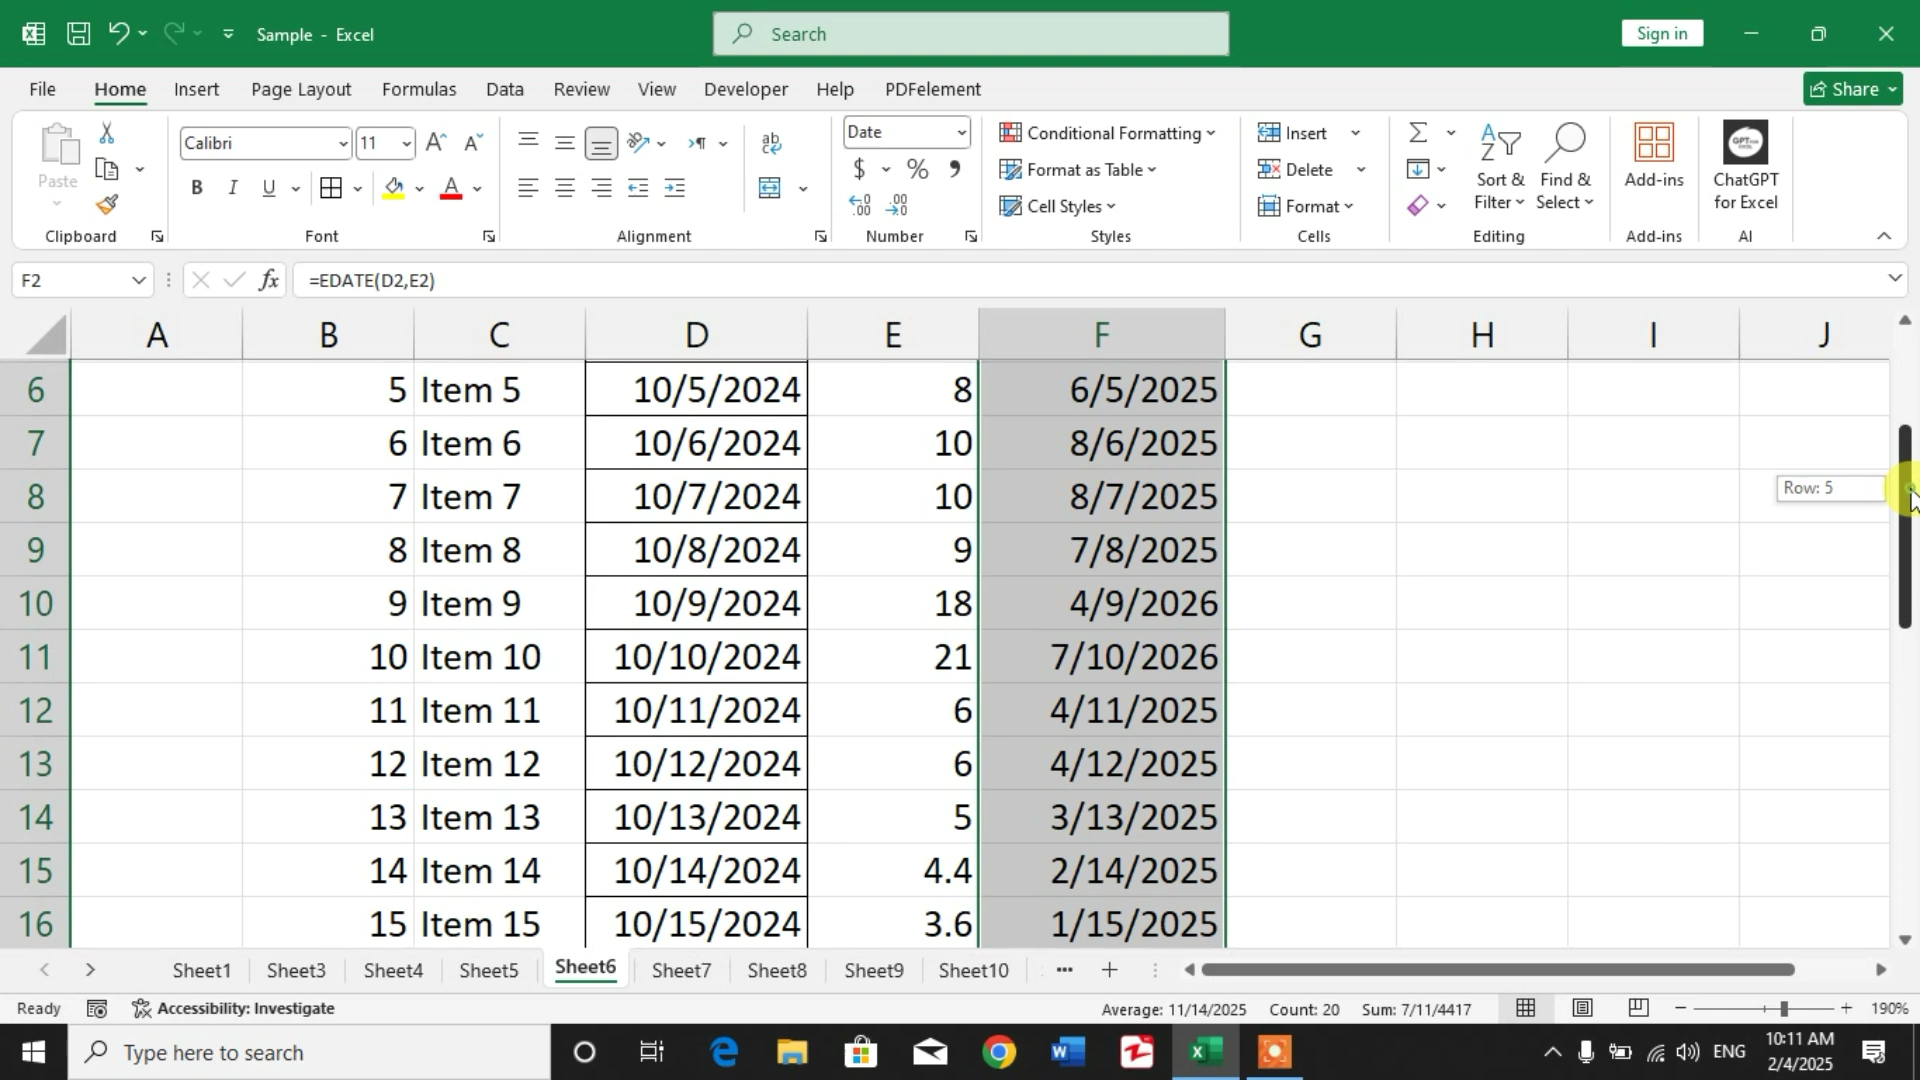 Sample - Excel
Search
Sign in
File Home Insert Page Layout Formulas Data Review View Developer Help PDFelement
Share
Paste
Clipboard
Calibri 11
B I U
Font
Alignment
Date
$ % ,
Number
Conditional Formatting
Format as Table
Cell Styles
Styles
Insert
Delete
Format
Cells
Sort & Filter
Find & Select
Editing
Add-ins
Add-ins
ChatGPT for Excel
AI
F2 fx =EDATE(D2,E2)
A B C D E F G H I J
6 5 Item 5 10/5/2024 8 6/5/2025
7 6 Item 6 10/6/2024 10 8/6/2025
8 7 Item 7 10/7/2024 10 8/7/2025
Row: 5
9 8 Item 8 10/8/2024 9 7/8/2025
10 9 Item 9 10/9/2024 18 4/9/2026
11 10 Item 10 10/10/2024 21 7/10/2026
12 11 Item 11 10/11/2024 6 4/11/2025
13 12 Item 12 10/12/2024 6 4/12/2025
14 13 Item 13 10/13/2024 5 3/13/2025
15 14 Item 14 10/14/2024 4.4 2/14/2025
16 15 Item 15 10/15/2024 3.6 1/15/2025
Sheet1 Sheet3 Sheet4 Sheet5 Sheet6 Sheet7 Sheet8 Sheet9 Sheet10
Ready Accessibility: Investigate Average: 11/14/2025 Count: 20 Sum: 7/11/4417 190%
Type here to search
ENG
10:11 AM
2/4/2025